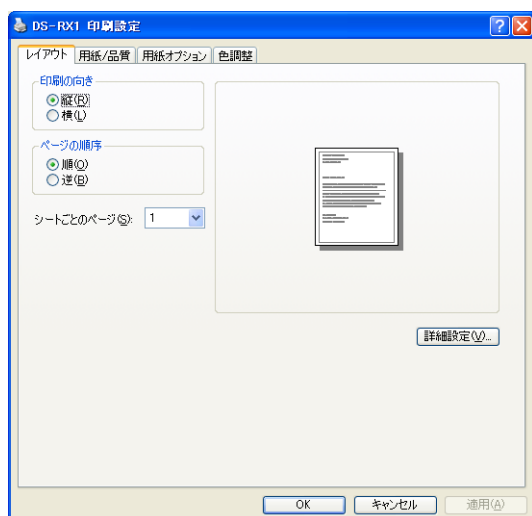 DS-RX1 印刷設定
レイアウト 用紙/品質 用紙オプション 色調整
印刷の向き
縦(R)
横(L)
ページの順序
順(O)
逆(B)
シートごとのページ(S): 1
詳細設定(V)...
OK キャンセル 適用(A)